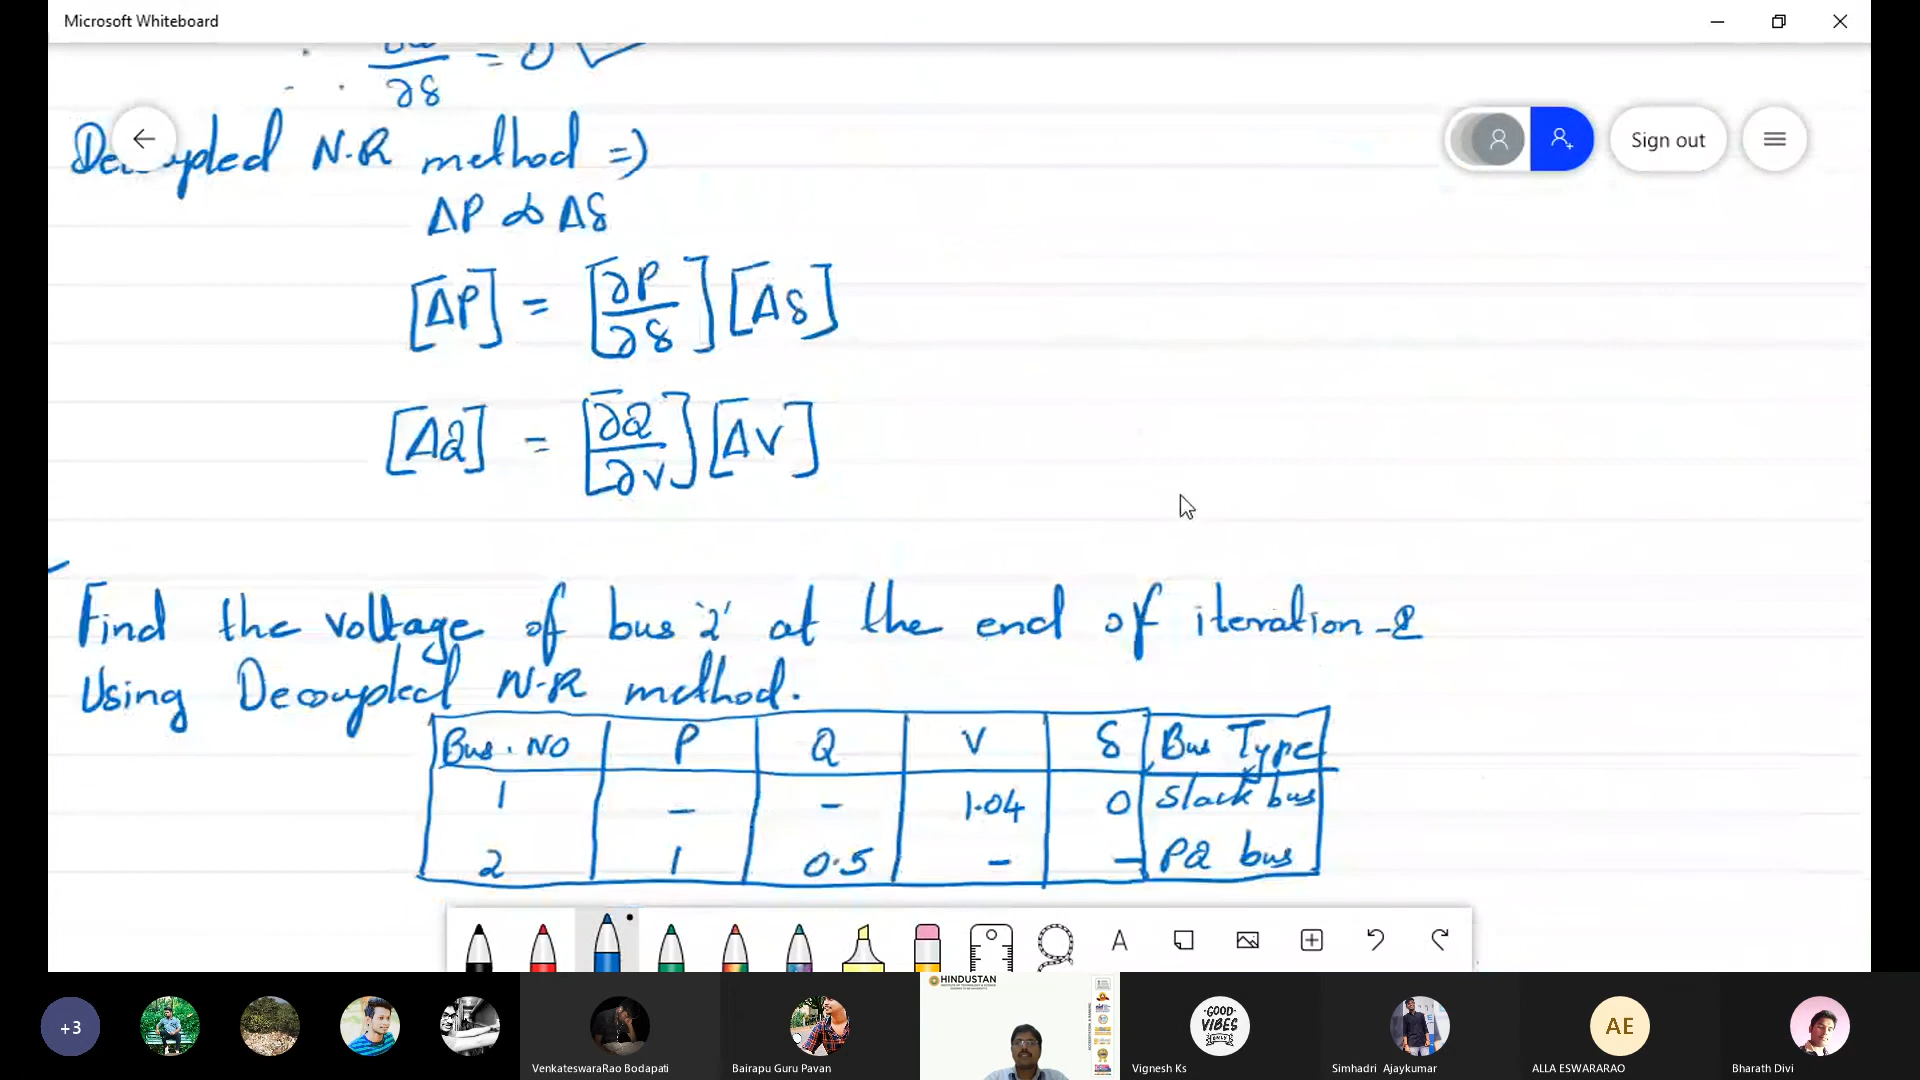 Microsoft Whiteboard
∂δ = 0
Sign out
Decoupled N-R method =>
ΔP ∝ Δδ
[ΔP] = [∂P/∂δ] [Δδ]
[ΔQ] = [∂Q/∂V] [ΔV]
Find the voltage of bus '2' at the end of iteration-2
Using Decoupled N-R method.
Bus. NO P Q V δ Bus Type
1 - - 1.04 0 Slack bus
2 1 0.5 - - PQ bus
A
+3
HINDUSTAN
GOOD
VIBES
AE
VenkateswaraRao Bodapati
Bairapu Guru Pavan
Vignesh Ks
Simhadri Ajaykumar
ALLA ESWARARAO
Bharath Divi